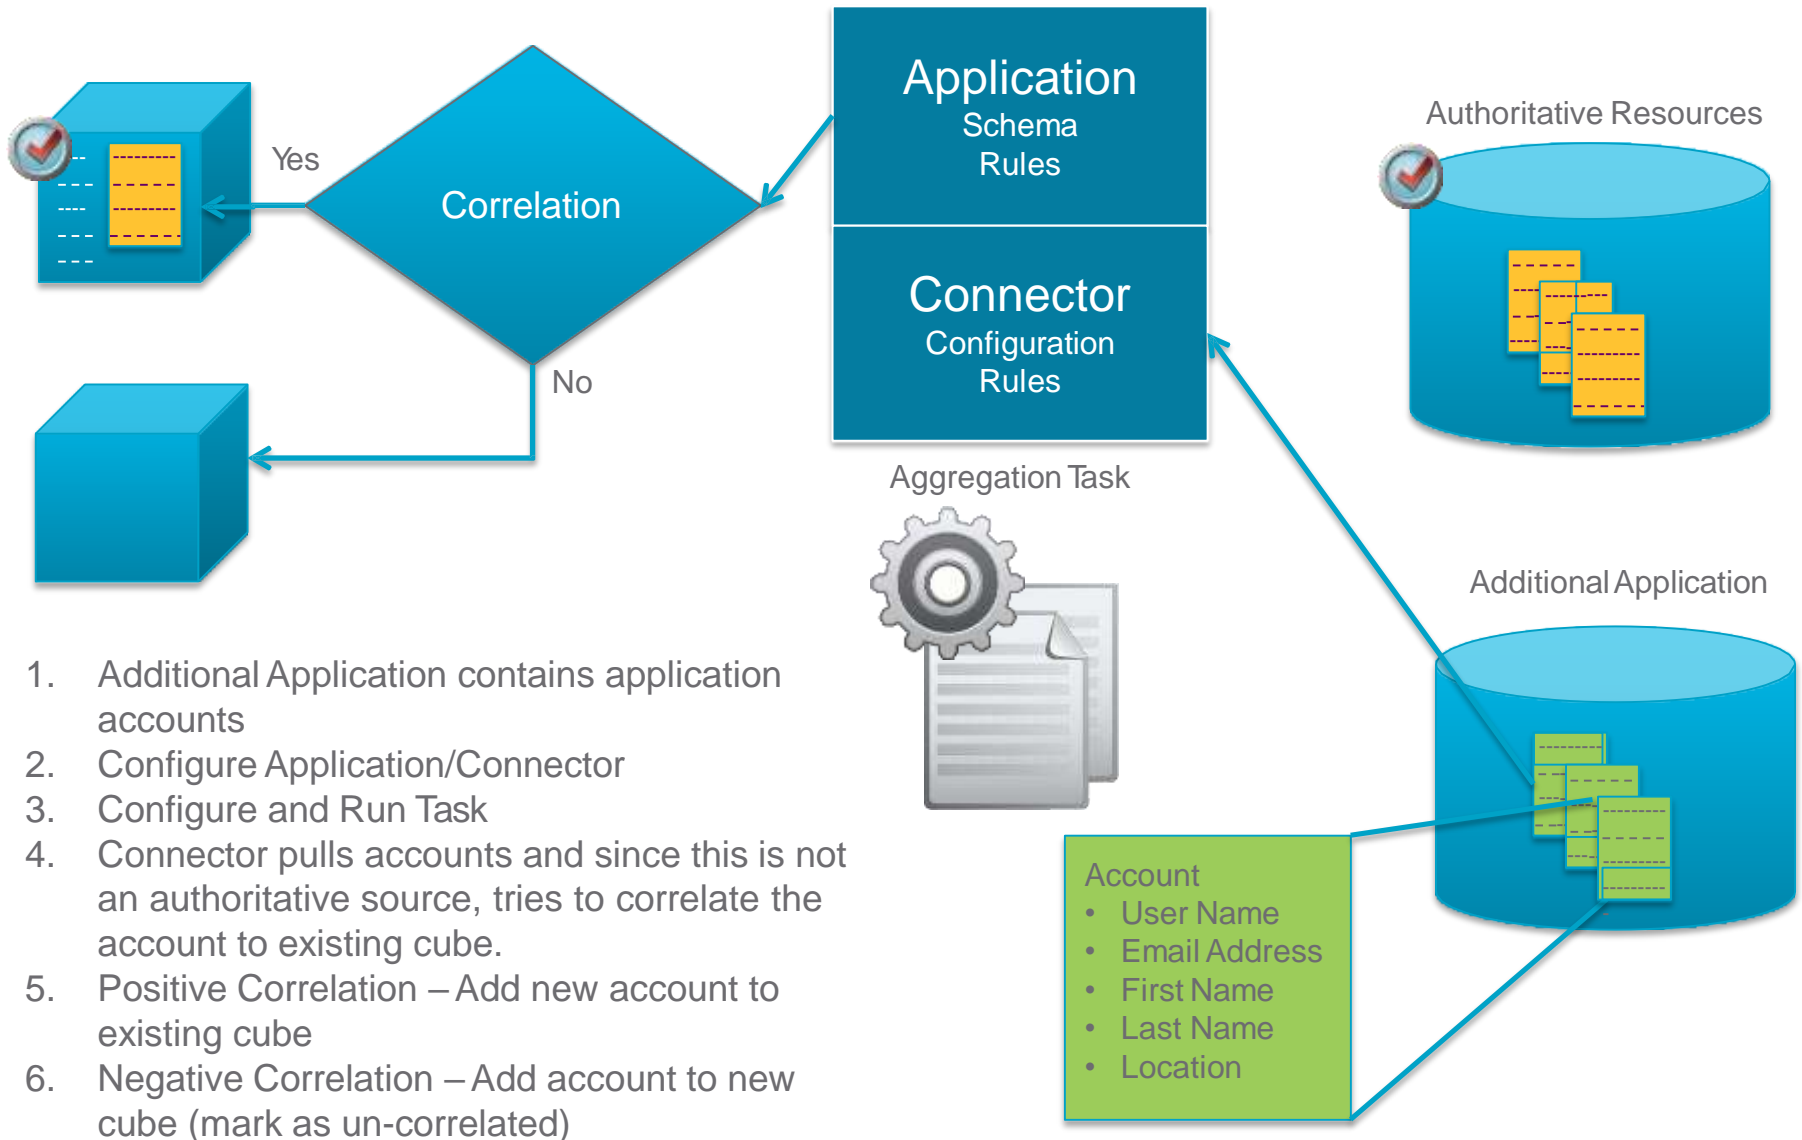 Application
Schema
Rules
Authoritative Resources
Yes
Correlation
Connector
Configuration
Rules
No
Aggregation Task
Additional Application
1. Additional Application contains application
accounts
2. Configure Application/Connector
3. Configure and Run Task
4. Connector pulls accounts and since this is not
an authoritative source, tries to correlate the
account to existing cube.
5. Positive Correlation – Add new account to
existing cube
6. Negative Correlation – Add account to new
cube (mark as un-correlated)
Account
• User Name
• Email Address
• First Name
• Last Name
• Location